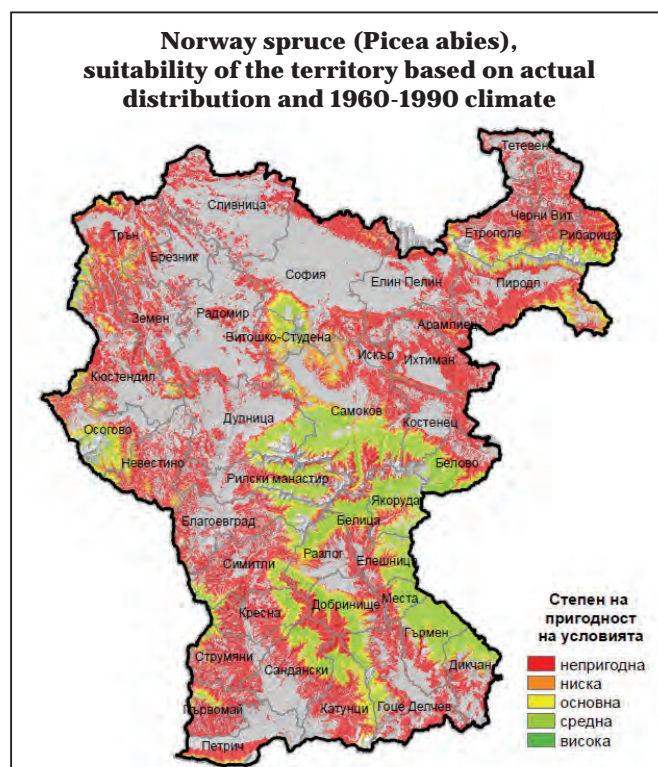 Norway spruce (Picea abies),
suitability of the territory based on actual
distribution and 1960-1990 climate
Тетевен
Сливница
Черни Вит
Трън
Етрополе
Рибарица
Брезник
София
Елин Пелин
Пирдоп
Радомир
Земен
Арамлиец
Витошко-Студена
Искър
Ихтиман
Кюстендил
Дупница
Самоков
Костенец
Осогово
Невестино
Белово
Рилски манастир
Якоруда
Благоевград
Белица
Разлог
Елешница
Симитли
Добринище
Места
Кресна
Гърмен
Струмяни
Сандански
Дикчан
Първомай
Катунци
Гоце Делчев
Петрич
Степен на
пригодност
на условията
непригодна
ниска
основна
средна
висока